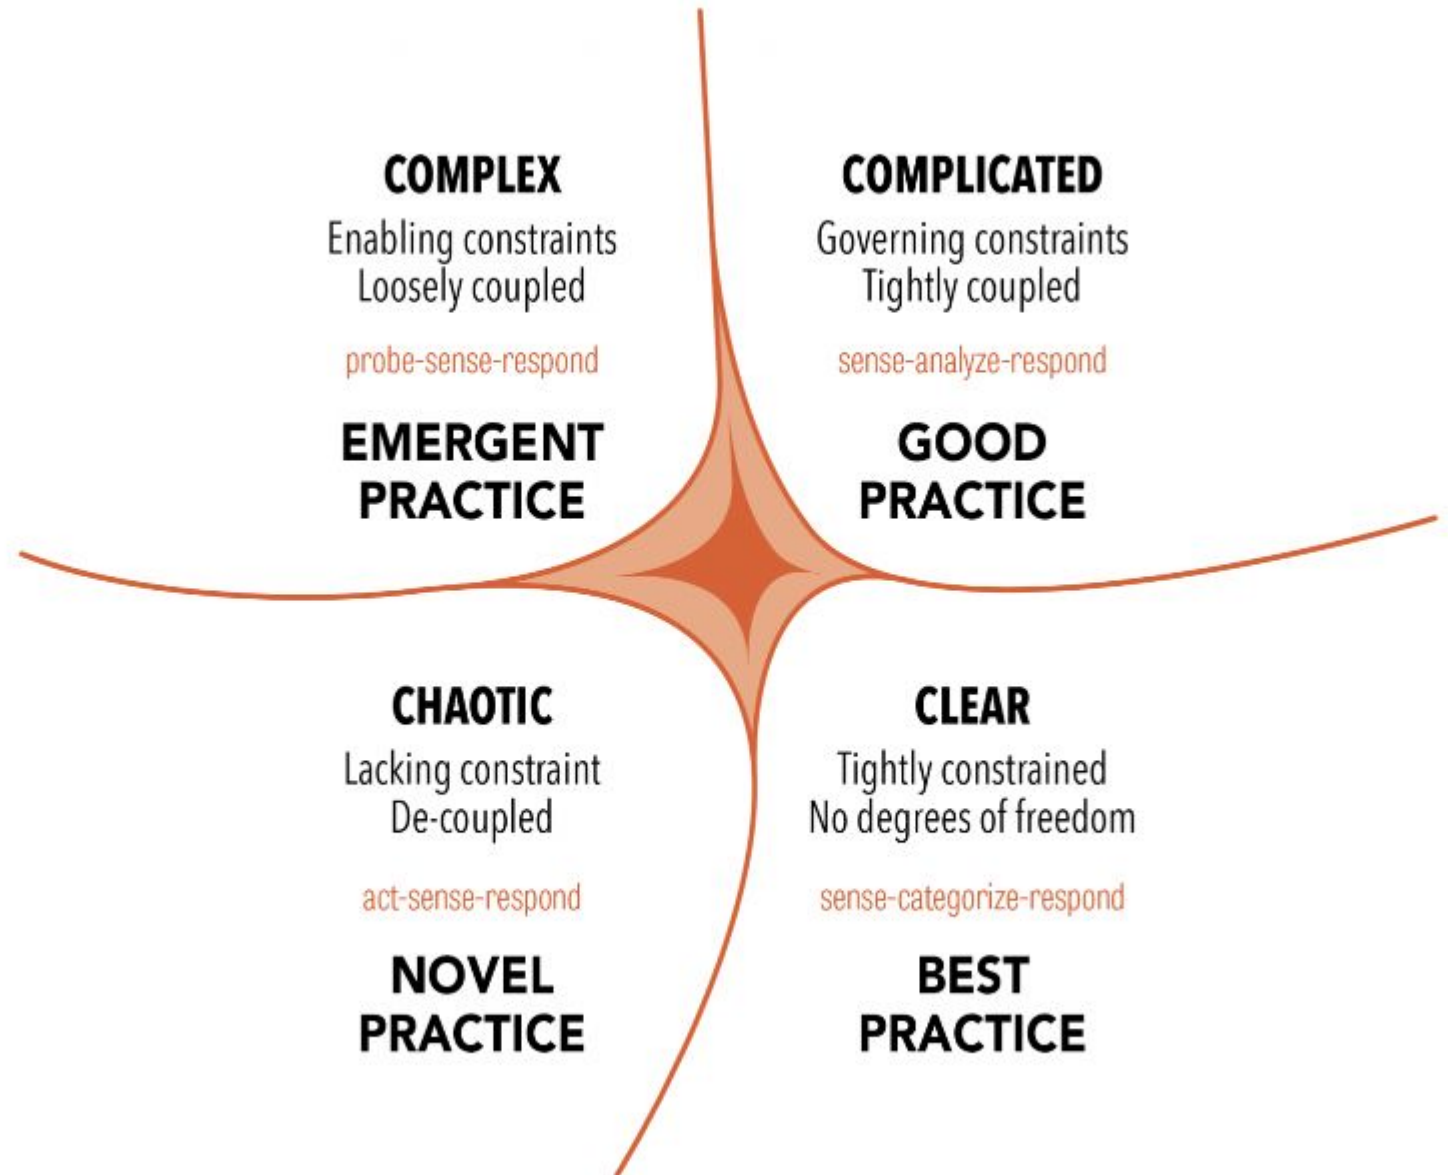 COMPLEX
Enabling constraints
Loosely coupled
probe-sense-respond
EMERGENT
PRACTICE
COMPLICATED
Governing constraints
Tightly coupled
sense-analyze-respond
GOOD
PRACTICE
CHAOTIC
Lacking constraint
De-coupled
act-sense-respond
NOVEL
PRACTICE
CLEAR
Tightly constrained
No degrees of freedom
sense-categorize-respond
BEST
PRACTICE